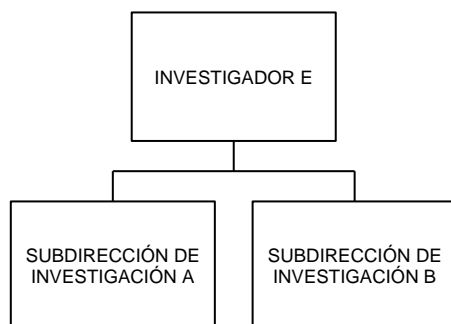 INVESTIGADOR E
SUBDIRECCIÓN DE
INVESTIGACIÓN A
SUBDIRECCIÓN DE
INVESTIGACIÓN B